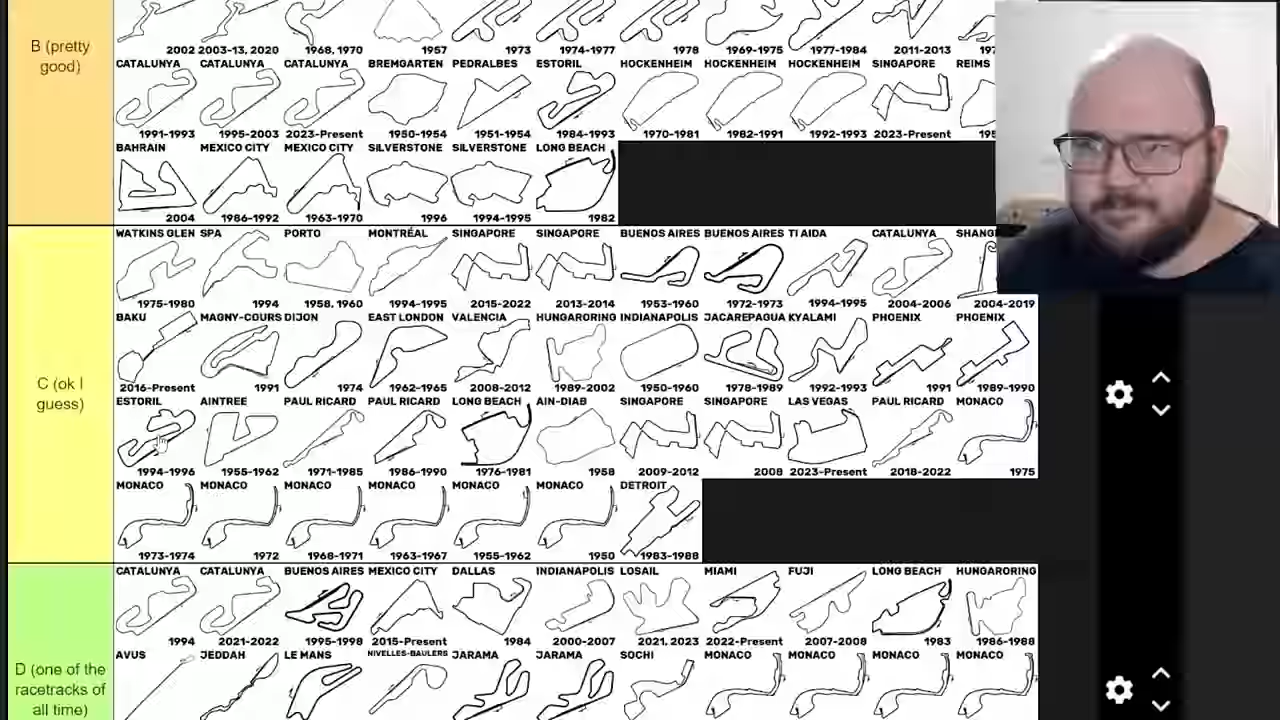 B (pretty
good)
2002 2003-13, 2020 1968, 1970 1957 1973 1974-1977 1978 1969-1975 1977-1984 2011-2013
CATALUNYA CATALUNYA CATALUNYA BREMGARTEN PEDRALBES ESTORIL HOCKENHEIM HOCKENHEIM HOCKENHEIM SINGAPORE REIMS
1991-1993 1995-2003 2023-Present 1950-1954 1951-1954 1984-1993 1970-1981 1982-1991 1992-1993 2023-Present
BAHRAIN MEXICO CITY MEXICO CITY SILVERSTONE SILVERSTONE LONG BEACH
2004 1986-1992 1963-1970 1996 1994-1995 1982
C (ok I
guess)
WATKINS GLEN SPA PORTO MONTRÉAL SINGAPORE SINGAPORE BUENOS AIRES BUENOS AIRES TI AIDA CATALUNYA SHANG
1975-1980 1994 1958. 1960 1994-1995 2015-2022 2013-2014 1953-1960 1972-1973 1994-1995 2004-2006 2004-2019
BAKU MAGNY-COURS DIJON EAST LONDON VALENCIA HUNGARORING INDIANAPOLIS JACAREPAGUA KYALAMI PHOENIX PHOENIX
2016-Present 1991 1974 1962-1965 2008-2012 1989-2002 1950-1960 1978-1989 1992-1993 1991 1989-1990
ESTORIL AINTREE PAUL RICARD PAUL RICARD LONG BEACH AIN-DIAB SINGAPORE SINGAPORE LAS VEGAS PAUL RICARD MONACO
1994-1996 1955-1962 1971-1985 1986-1990 1976-1981 1958 2009-2012 2008 2023-Present 2018-2022 1975
MONACO MONACO MONACO MONACO MONACO MONACO DETROIT
1973-1974 1972 1968-1971 1963-1967 1955-1962 1950 1983-1988
D (one of the
racetracks of
all time)
CATALUNYA CATALUNYA BUENOS AIRES MEXICO CITY DALLAS INDIANAPOLIS LOSAIL MIAMI FUJI LONG BEACH HUNGARORING
1994 2021-2022 1995-1998 2015-Present 1984 2000-2007 2021, 2023 2022-Present 2007-2008 1983 1986-1988
AVUS JEDDAH LE MANS NIVELLES-BAULERS JARAMA JARAMA SOCHI MONACO MONACO MONACO MONACO